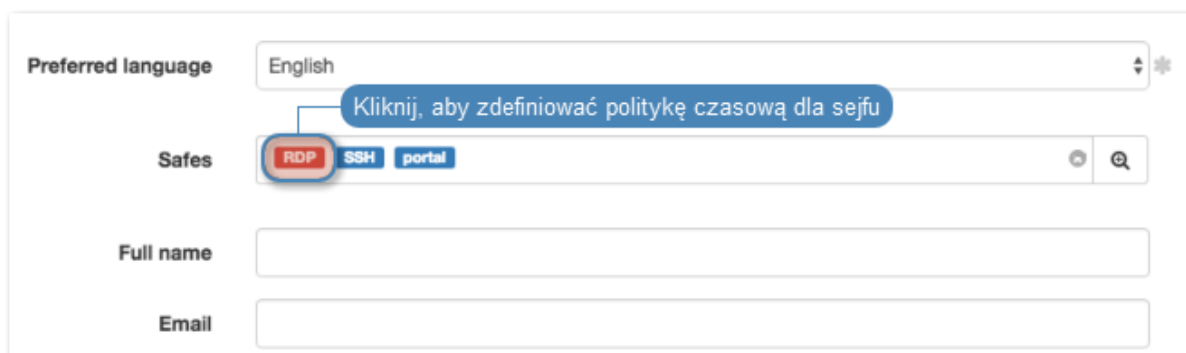 Preferred language English
Kliknij, aby zdefiniować politykę czasową dla sejfu
Safes RDP SSH portal
Full name
Email